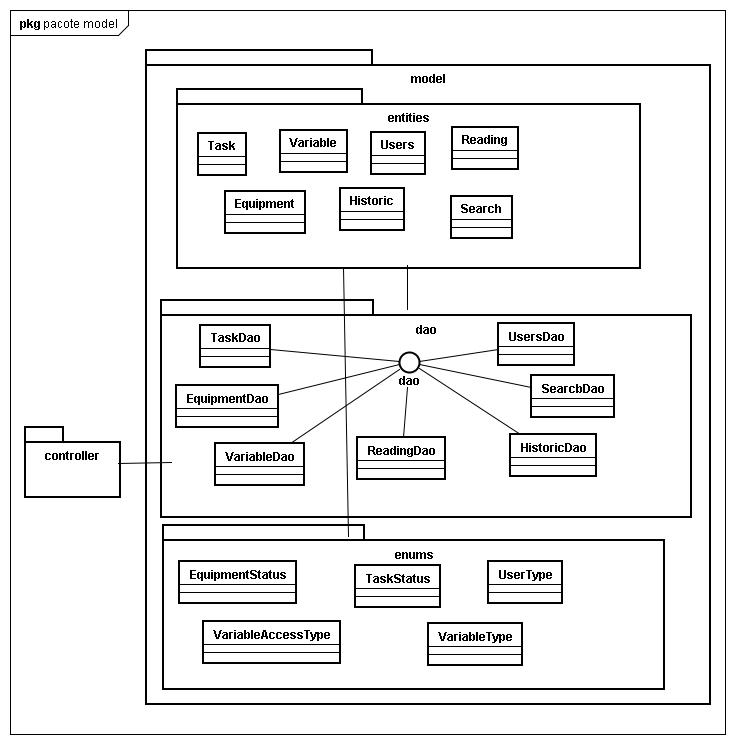 pkg pacote model
model
entities
Task
Variable
Users
Reading
Equipment
Historic
Search
dao
TaskDao
UsersDao
dao
EquipmentDao
SearcbDao
VariableDao
ReadingDao
HistoricDao
controller
enums
EquipmentStatus
TaskStatus
UserType
VariableAccessType
VariableType